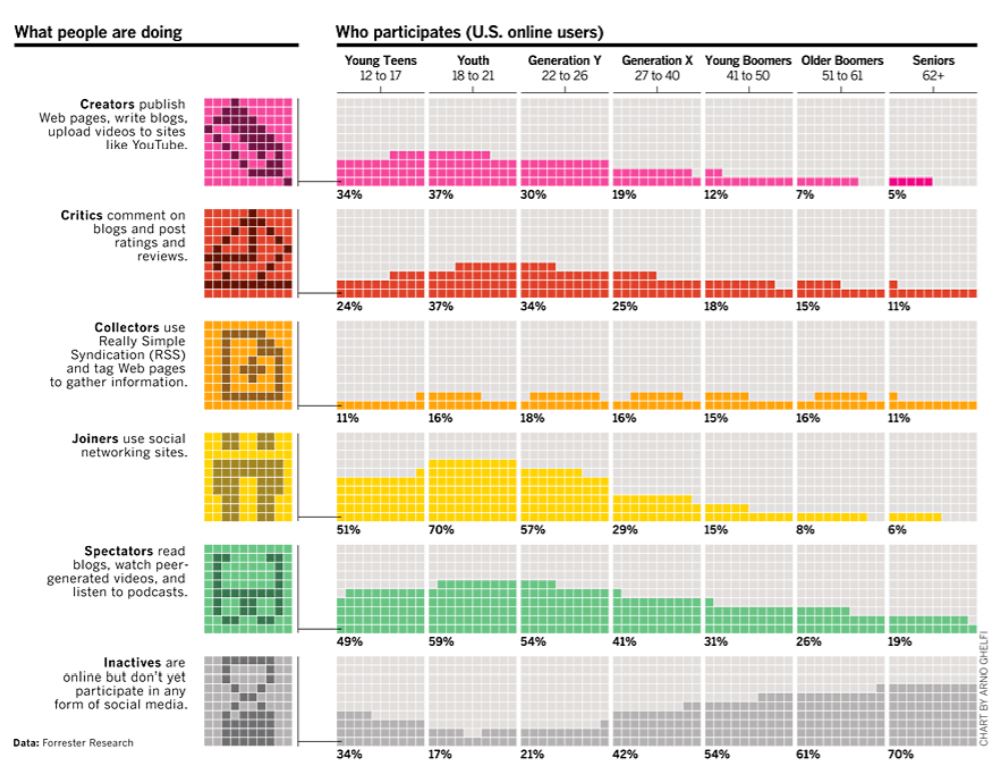 What people are doing
Who participates (U.S. online users)
Young Teens
12 to 17
Youth
18 to 21
Generation Y
22 to 26
Generation X
27 to 40
Young Boomers
41 to 50
Older Boomers
51 to 61
Seniors
62+
Creators publish
Web pages, write blogs,
upload videos to sites
like YouTube.
34% 37% 30% 19% 12% 7% 5%
Critics comment on
blogs and post
ratings and
reviews.
24% 37% 34% 25% 18% 15% 11%
Collectors use
Really Simple
Syndication (RSS)
and tag Web pages
to gather information.
11% 16% 18% 16% 15% 16% 11%
Joiners use social
networking sites.
51% 70% 57% 29% 15% 8% 6%
Spectators read
blogs, watch peer-
generated videos, and
listen to podcasts.
49% 59% 54% 41% 31% 26% 19%
Inactives are
online but don't yet
participate in any
form of social media.
34% 17% 21% 42% 54% 61% 70%
Data: Forrester Research
CHART BY ARNO GHELFI